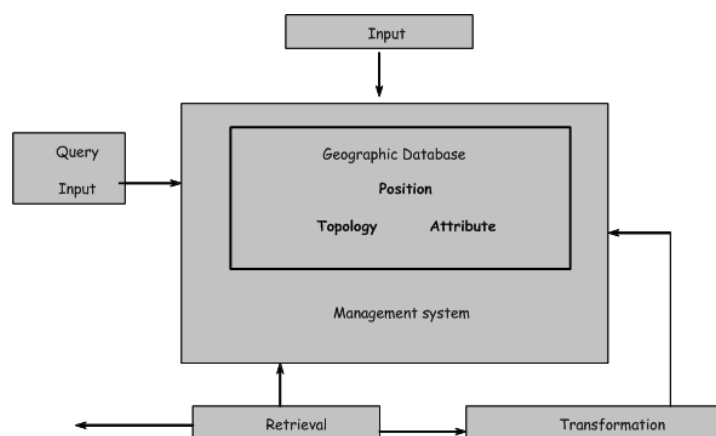 Input
Query
Input
Geographic Database
Position
Topology Attribute
Management system
Retrieval
Transformation